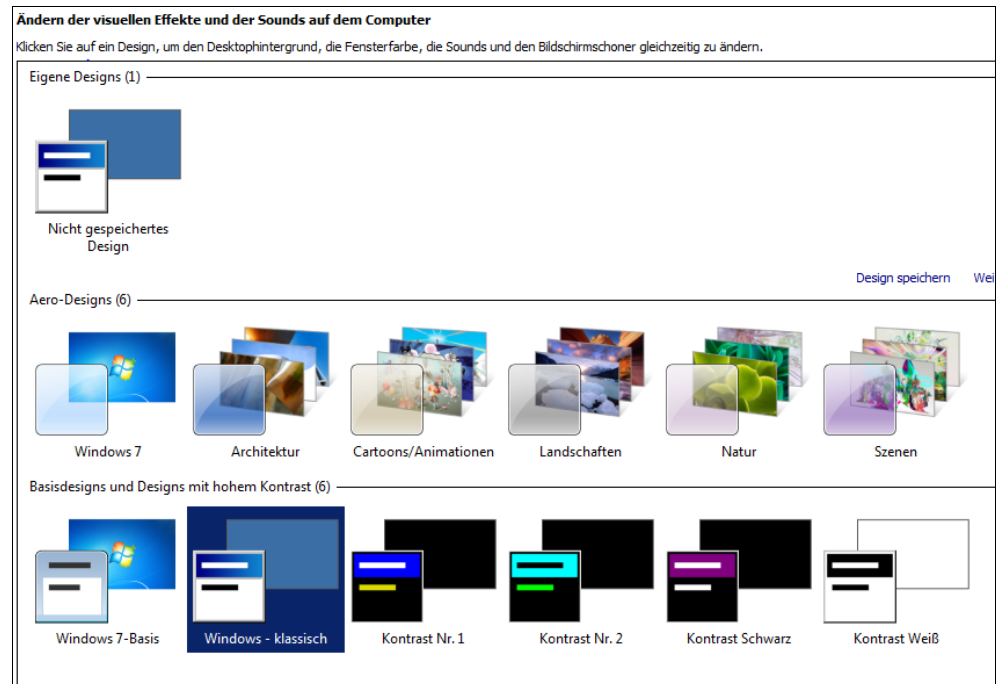 Ändern der visuellen Effekte und der Sounds auf dem Computer
Klicken Sie auf ein Design, um den Desktophintergrund, die Fensterfarbe, die Sounds und den Bildschirmschoner gleichzeitig zu ändern.
Eigene Designs (1)
Nicht gespeichertes
Design
Design speichern Wei
Aero-Designs (6)
Windows 7 Architektur Cartoons/Animationen Landschaften Natur Szenen
Basisdesigns und Designs mit hohem Kontrast (6)
Windows 7-Basis Windows - klassisch Kontrast Nr. 1 Kontrast Nr. 2 Kontrast Schwarz Kontrast Weiß